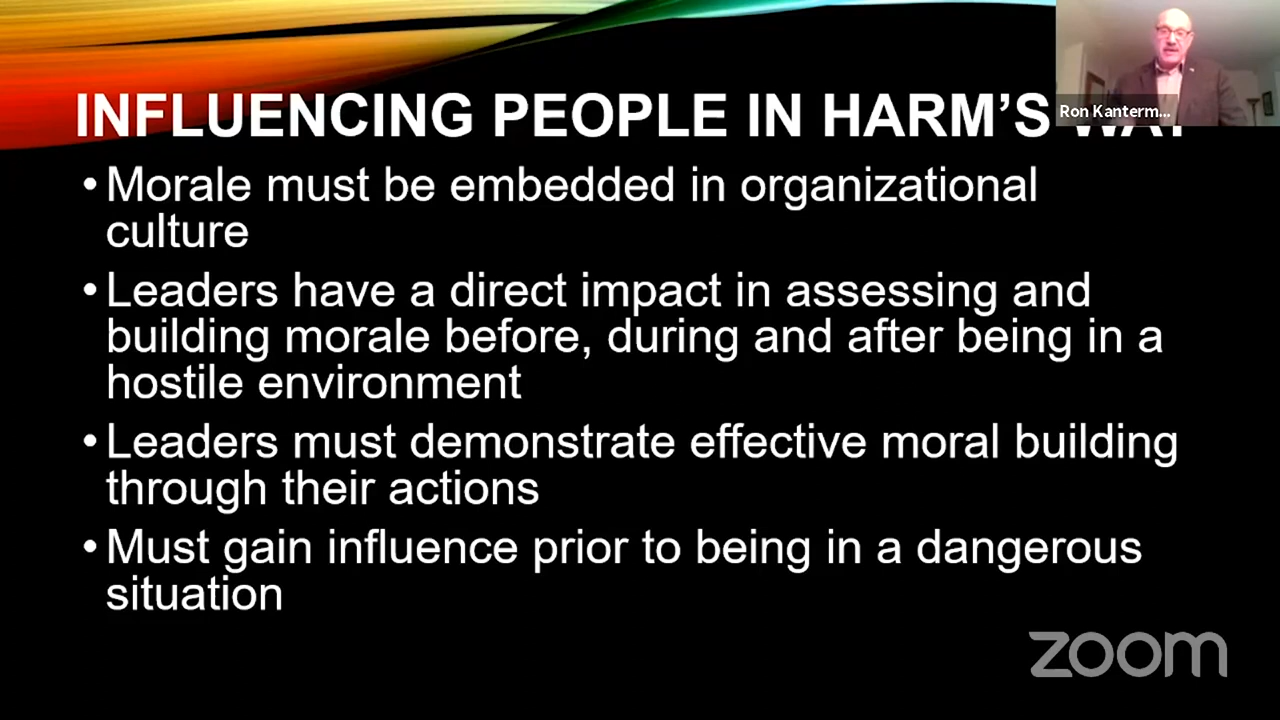 INFLUENCING PEOPLE IN HARM'S WAY
Ron Kanterm...
• Morale must be embedded in organizational
culture
• Leaders have a direct impact in assessing and
building morale before, during and after being in a
hostile environment
• Leaders must demonstrate effective moral building
through their actions
• Must gain influence prior to being in a dangerous
situation
zoom